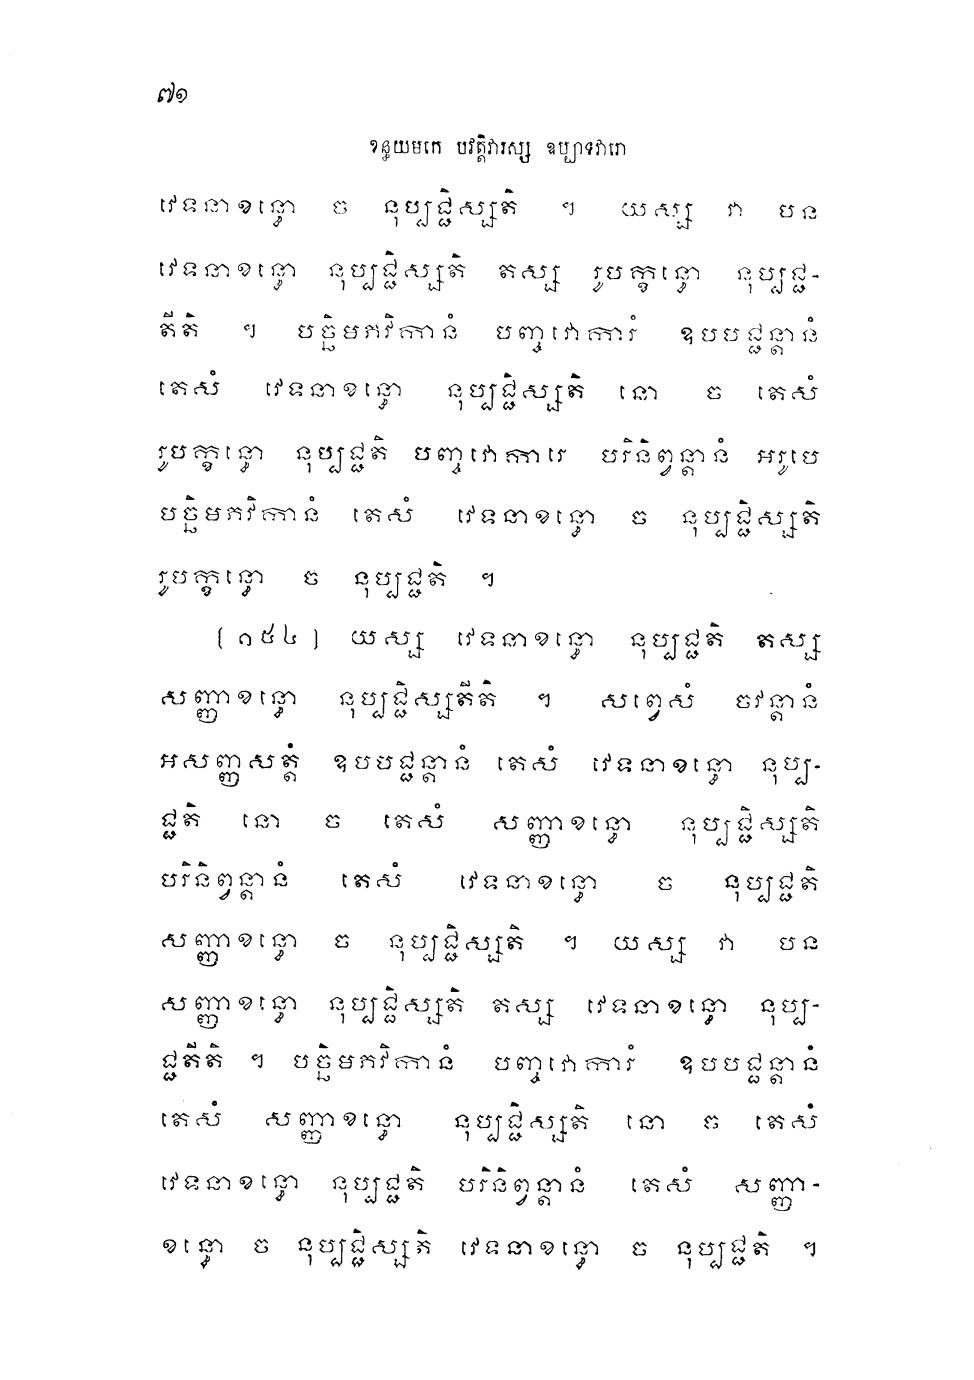 ៧១
ខន្ធយមកេ បវត្តិវារស្ស ឧប្បាទវារោ
វេទនាខន្ធោ ច នុប្បជ្ជិស្សតិ ។ យស្ស វា បន
វេទនាខន្ធោ នុប្បជ្ជិស្សតិ តស្ស រូបក្ខន្ធោ នុប្បជ្ជ-
តីតិ ។ បច្ឆិមភវិកានំ បញ្ចវោការំ ឧបបជ្ជន្តានំ
តេសំ វេទនាខន្ធោ នុប្បជ្ជិស្សតិ នោ ច តេសំ
រូបក្ខន្ធោ នុប្បជ្ជតិ បញ្ចវោការេ បរិនិព្វន្តានំ អរូបេ
បច្ឆិមភវិកានំ តេសំ វេទនាខន្ធោ ច នុប្បជ្ជិស្សតិ
រូបក្ខន្ធោ ច នុប្បជ្ជតិ ។
(១៥៤) យស្ស វេទនាខន្ធោ នុប្បជ្ជតិ តស្ស
សញ្ញាខន្ធោ នុប្បជ្ជិស្សតីតិ ។ សព្វេសំ ចវន្តានំ
អសញ្ញសត្តំ ឧបបជ្ជន្តានំ តេសំ វេទនាខន្ធោ នុប្ប-
ជ្ជតិ នោ ច តេសំ សញ្ញាខន្ធោ នុប្បជ្ជិស្សតិ
បរិនិព្វន្តានំ តេសំ វេទនាខន្ធោ ច នុប្បជ្ជតិ
សញ្ញាខន្ធោ ច នុប្បជ្ជិស្សតិ ។ យស្ស វា បន
សញ្ញាខន្ធោ នុប្បជ្ជិស្សតិ តស្ស វេទនាខន្ធោ នុប្ប-
ជ្ជតីតិ ។ បច្ឆិមភវិកានំ បញ្ចវោការំ ឧបបជ្ជន្តានំ
តេសំ សញ្ញាខន្ធោ នុប្បជ្ជិស្សតិ នោ ច តេសំ
វេទនាខន្ធោ នុប្បជ្ជតិ បរិនិព្វន្តានំ តេសំ សញ្ញា-
ខន្ធោ ច នុប្បជ្ជិស្សតិ វេទនាខន្ធោ ច នុប្បជ្ជតិ ។